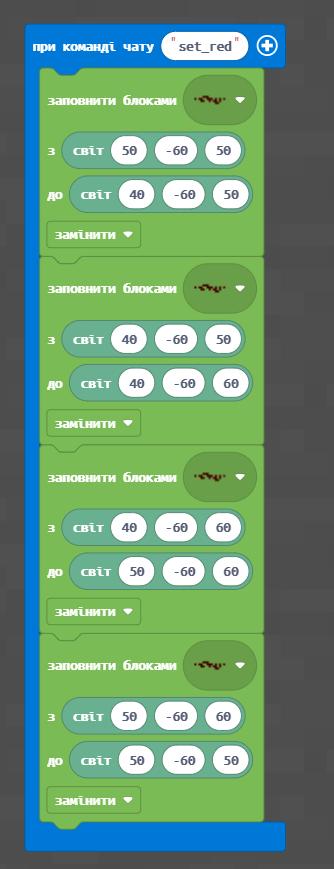 при команді чату "set_red"
заповнити блоками
з світ 50 -60 50
до світ 40 -60 50
замінити
заповнити блоками
з світ 40 -60 50
до світ 40 -60 60
замінити
заповнити блоками
з світ 40 -60 60
до світ 50 -60 60
замінити
заповнити блоками
з світ 50 -60 60
до світ 50 -60 50
замінити